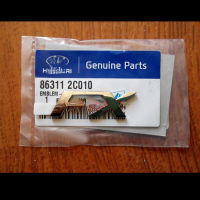 HYUNDAI
Genuine Parts
86311 2C010
EMBLEM-
1